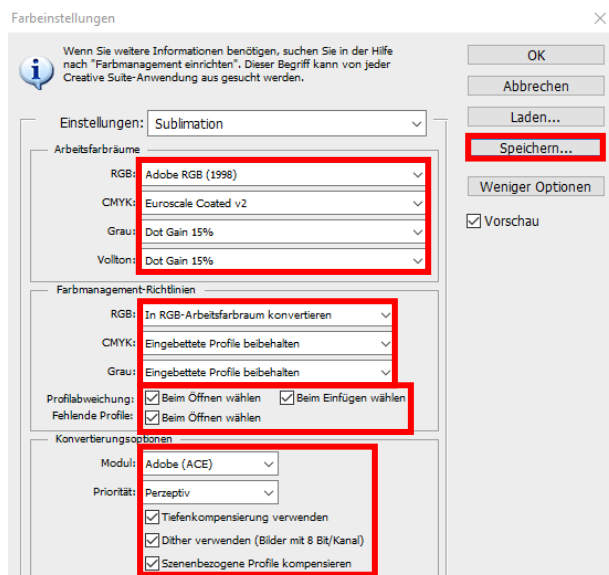 Farbeinstellungen
Wenn Sie weitere Informationen benötigen, suchen Sie in der Hilfe
nach "Farbmanagement einrichten". Dieser Begriff kann von jeder
Creative Suite-Anwendung aus gesucht werden.
OK
Abbrechen
Laden...
Speichern...
Weniger Optionen
Vorschau
Einstellungen: Sublimation
Arbeitsfarbräume
RGB: Adobe RGB (1998)
CMYK: Euroscale Coated v2
Grau: Dot Gain 15%
Vollton: Dot Gain 15%
Farbmanagement-Richtlinien
RGB: In RGB-Arbeitsfarbraum konvertieren
CMYK: Eingebettete Profile beibehalten
Grau: Eingebettete Profile beibehalten
Profilabweichung: Beim Öffnen wählen Beim Einfügen wählen
Fehlende Profile: Beim Öffnen wählen
Konvertierungsoptionen
Modul: Adobe (ACE)
Priorität: Perzeptiv
Tiefenkompensierung verwenden
Dither verwenden (Bilder mit 8 Bit/Kanal)
Szenenbezogene Profile kompensieren